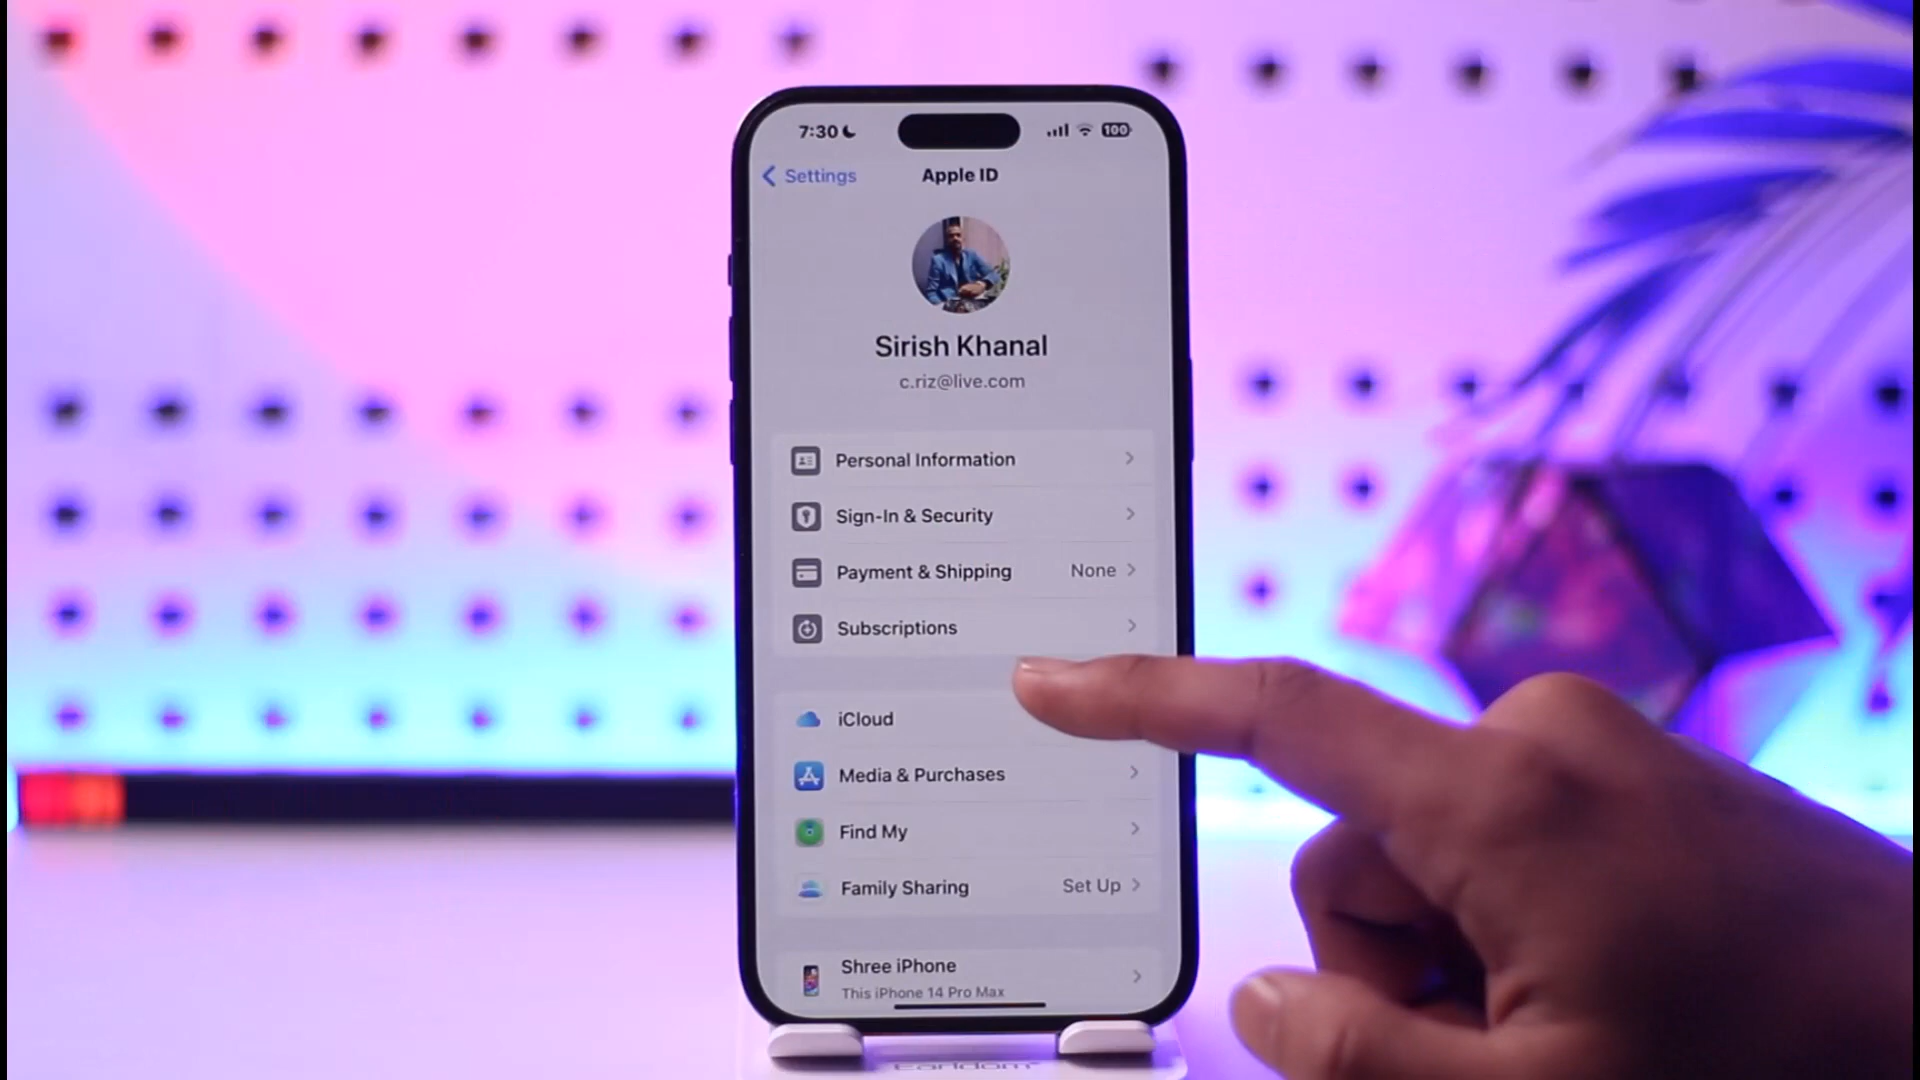 7:30
100
Settings
Apple ID
Sirish Khanal
c.riz@live.com
Personal Information
Sign-In & Security
Payment & Shipping None
Subscriptions
iCloud
Media & Purchases
Find My
Family Sharing Set Up
Shree iPhone
This iPhone 14 Pro Max